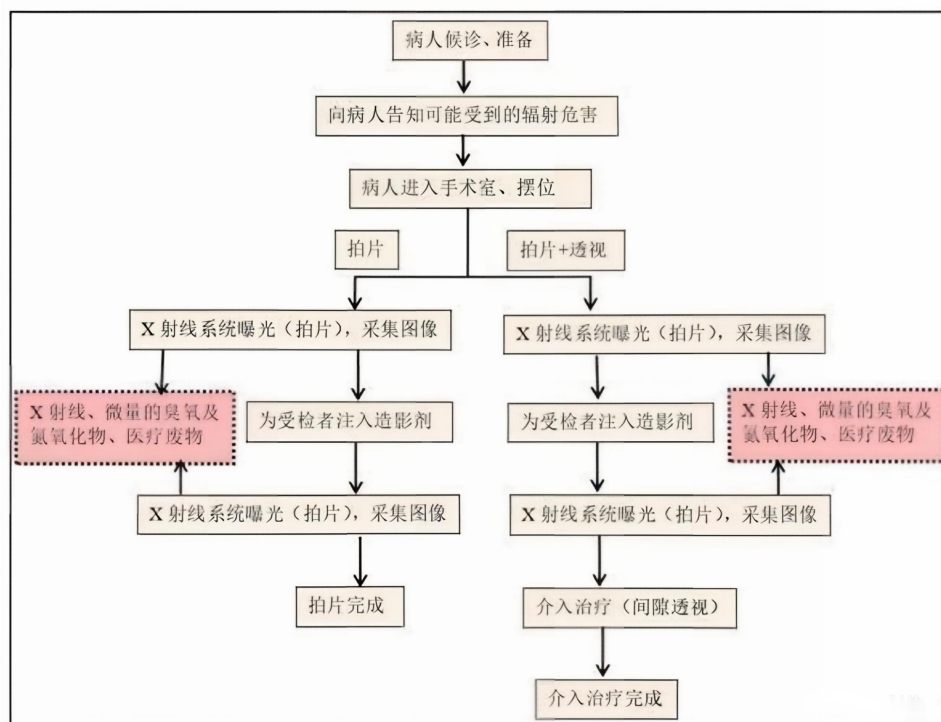 病人候诊、准备
向病人告知可能受到的辐射危害
病人进入手术室、摆位
拍片
拍片+透视
X 射线系统曝光（拍片），采集图像
X 射线系统曝光（拍片），采集图像
X 射线、微量的臭氧及
氮氧化物、医疗废物
为受检者注入造影剂
为受检者注入造影剂
X 射线、微量的臭氧及
氮氧化物、医疗废物
X 射线系统曝光（拍片），采集图像
X 射线系统曝光（拍片），采集图像
拍片完成
介入治疗（间隙透视）
介入治疗完成